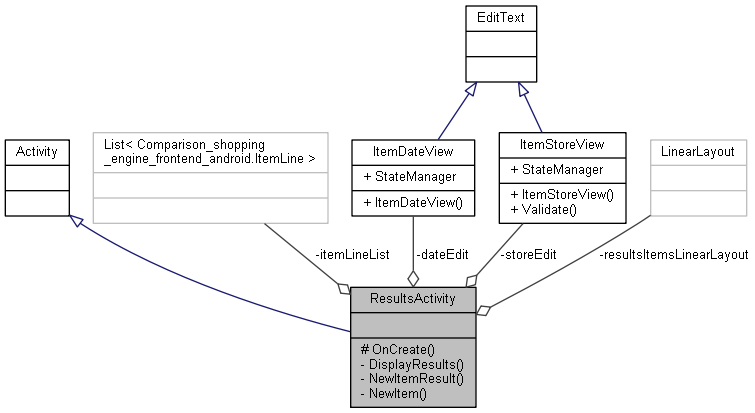 EditText
Activity
List< Comparison_shopping
_engine_frontend_android.ItemLine >
ItemDateView
+ StateManager
+ ItemDateView()
ItemStoreView
+ StateManager
+ ItemStoreView()
+ Validate()
LinearLayout
-itemLineList
-dateEdit
-storeEdit
-resultsItemsLinearLayout
ResultsActivity
# OnCreate()
- DisplayResults()
- NewItemResult()
- NewItem()